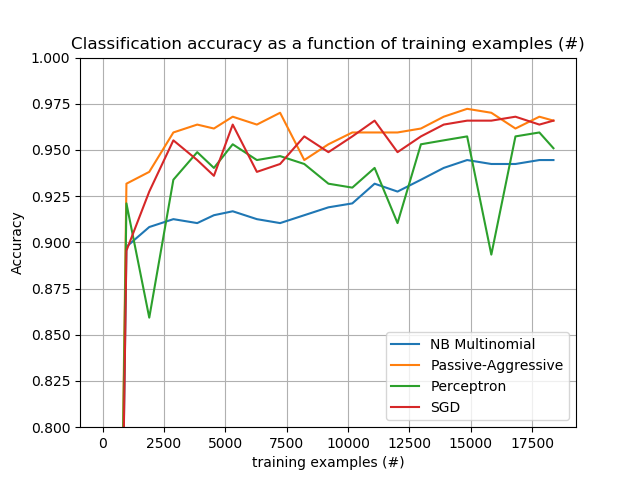 Classification accuracy as a function of training examples (#)
1.000
0.975
0.950
0.925
0.900
0.875
0.850
0.825
0.800
Accuracy
NB Multinomial
Passive-Aggressive
Perceptron
SGD
0 2500 5000 7500 10000 12500 15000 17500
training examples (#)